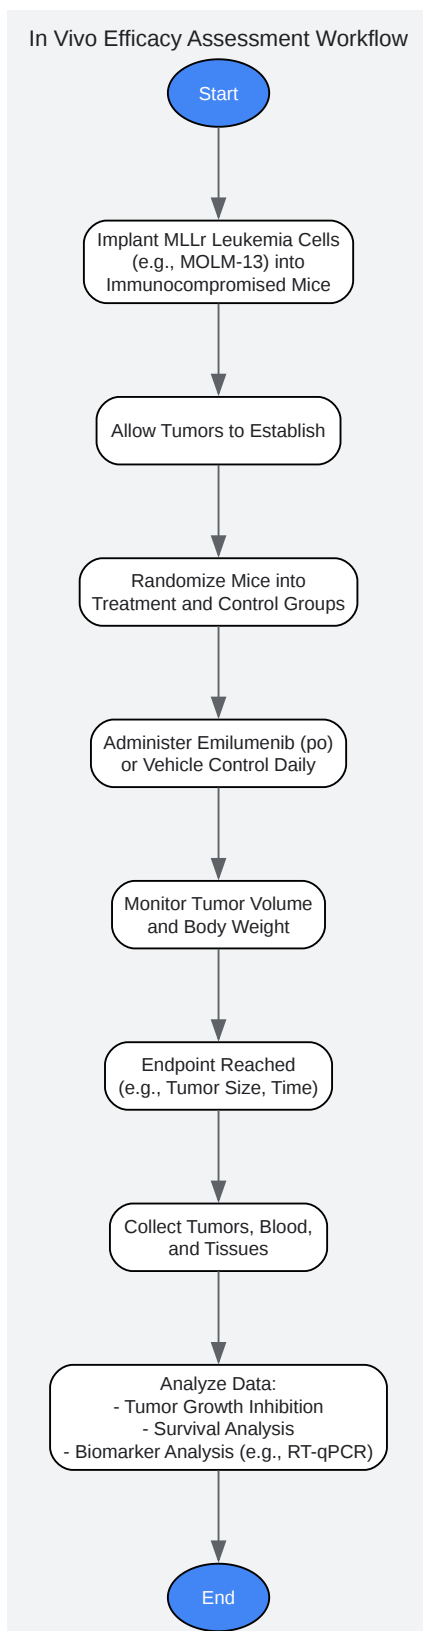 In Vivo Efficacy Assessment Workflow
Start
Implant MLLr Leukemia Cells
(e.g., MOLM-13) into
Immunocompromised Mice
Allow Tumors to Establish
Randomize Mice into
Treatment and Control Groups
Administer Emilumenib (po)
or Vehicle Control Daily
Monitor Tumor Volume
and Body Weight
Endpoint Reached
(e.g., Tumor Size, Time)
Collect Tumors, Blood,
and Tissues
Analyze Data:
- Tumor Growth Inhibition
- Survival Analysis
- Biomarker Analysis (e.g., RT-qPCR)
End